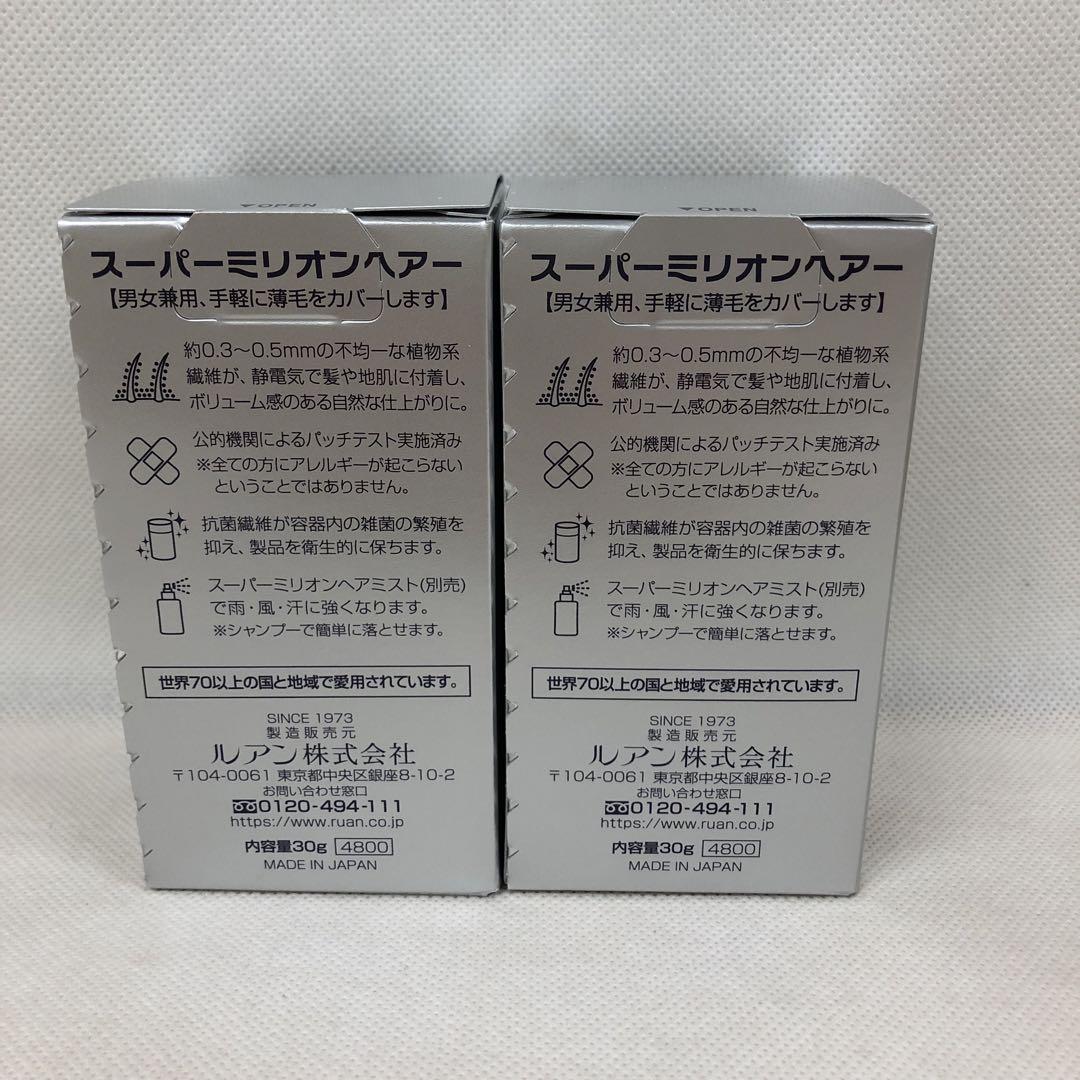 ▼OPEN
スーパーミリオンヘアー
【男女兼用、手軽に薄毛をカバーします】
約0.3〜0.5mmの不均一な植物系
繊維が、静電気で髪や地肌に付着し、
ボリューム感のある自然な仕上がりに。
公的機関によるパッチテスト実施済み
※全ての方にアレルギーが起こらない
ということではありません。
抗菌繊維が容器内の雑菌の繁殖を
抑え、製品を衛生的に保ちます。
スーパーミリオンヘアミスト(別売)
で雨・風・汗に強くなります。
※シャンプーで簡単に落とせます。
世界70以上の国と地域で愛用されています。
SINCE 1973
製造販売元
ルアン株式会社
〒104-0061 東京都中央区銀座8-10-2
お問い合わせ窓口
0120-494-111
https://www.ruan.co.jp
内容量30g 4800
MADE IN JAPAN
▼OPEN
スーパーミリオンヘアー
【男女兼用、手軽に薄毛をカバーします】
約0.3〜0.5mmの不均一な植物系
繊維が、静電気で髪や地肌に付着し、
ボリューム感のある自然な仕上がりに。
公的機関によるパッチテスト実施済み
※全ての方にアレルギーが起こらない
ということではありません。
抗菌繊維が容器内の雑菌の繁殖を
抑え、製品を衛生的に保ちます。
スーパーミリオンヘアミスト(別売)
で雨・風・汗に強くなります。
※シャンプーで簡単に落とせます。
世界70以上の国と地域で愛用されています。
SINCE 1973
製造販売元
ルアン株式会社
〒104-0061 東京都中央区銀座8-10-2
お問い合わせ窓口
0120-494-111
https://www.ruan.co.jp
内容量30g 4800
MADE IN JAPAN